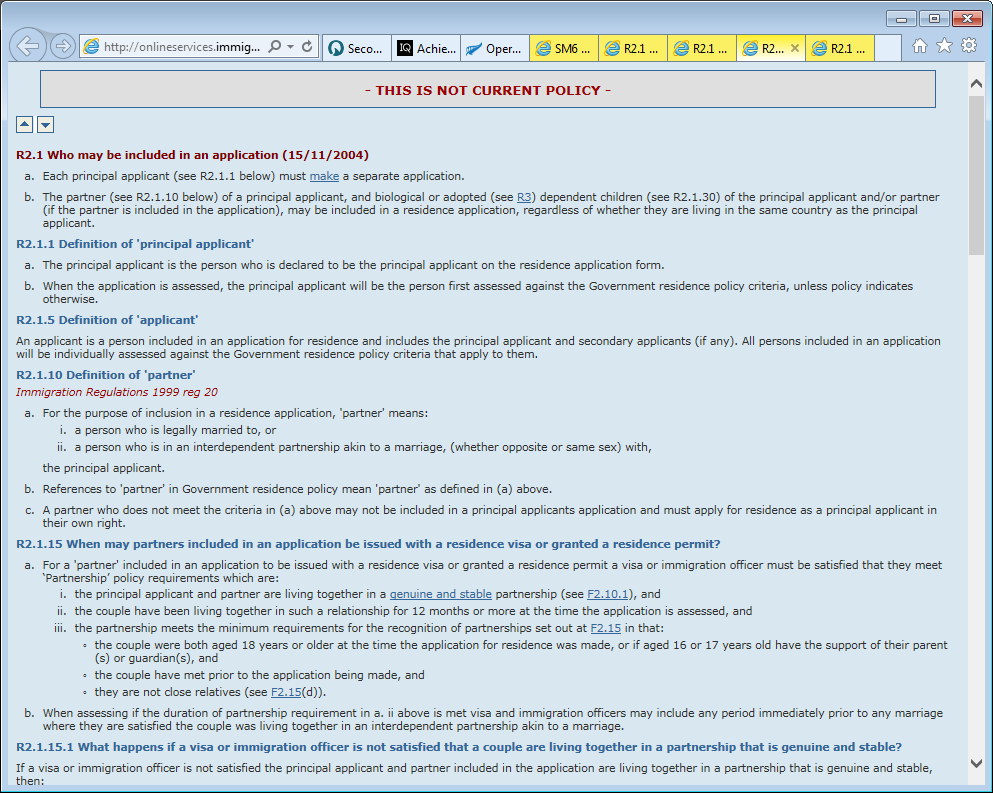 http://onlineservices.immig...
Seco...
IQ Achie...
Oper...
SM6 ...
R2.1 ...
R2.1 ...
R2...
R2.1 ...
- THIS IS NOT CURRENT POLICY -
R2.1 Who may be included in an application (15/11/2004)
a. Each principal applicant (see R2.1.1 below) must make a separate application.
b. The partner (see R2.1.10 below) of a principal applicant, and biological or adopted (see R3) dependent children (see R2.1.30) of the principal applicant and/or partner
(if the partner is included in the application), may be included in a residence application, regardless of whether they are living in the same country as the principal
applicant.
R2.1.1 Definition of 'principal applicant'
a. The principal applicant is the person who is declared to be the principal applicant on the residence application form.
b. When the application is assessed, the principal applicant will be the person first assessed against the Government residence policy criteria, unless policy indicates
otherwise.
R2.1.5 Definition of 'applicant'
An applicant is a person included in an application for residence and includes the principal applicant and secondary applicants (if any). All persons included in an application
will be individually assessed against the Government residence policy criteria that apply to them.
R2.1.10 Definition of 'partner'
Immigration Regulations 1999 reg 20
a. For the purpose of inclusion in a residence application, 'partner' means:
i. a person who is legally married to, or
ii. a person who is in an interdependent partnership akin to a marriage, (whether opposite or same sex) with,
the principal applicant.
b. References to 'partner' in Government residence policy mean 'partner' as defined in (a) above.
c. A partner who does not meet the criteria in (a) above may not be included in a principal applicants application and must apply for residence as a principal applicant in
their own right.
R2.1.15 When may partners included in an application be issued with a residence visa or granted a residence permit?
a. For a 'partner' included in an application to be issued with a residence visa or granted a residence permit a visa or immigration officer must be satisfied that they meet
‘Partnership’ policy requirements which are:
i. the principal applicant and partner are living together in a genuine and stable partnership (see F2.10.1), and
ii. the couple have been living together in such a relationship for 12 months or more at the time the application is assessed, and
iii. the partnership meets the minimum requirements for the recognition of partnerships set out at F2.15 in that:
◦ the couple were both aged 18 years or older at the time the application for residence was made, or if aged 16 or 17 years old have the support of their parent
(s) or guardian(s), and
◦ the couple have met prior to the application being made, and
◦ they are not close relatives (see F2.15(d)).
b. When assessing if the duration of partnership requirement in a. ii above is met visa and immigration officers may include any period immediately prior to any marriage
where they are satisfied the couple was living together in an interdependent partnership akin to a marriage.
R2.1.15.1 What happens if a visa or immigration officer is not satisfied that a couple are living together in a partnership that is genuine and stable?
If a visa or immigration officer is not satisfied the principal applicant and partner included in the application are living together in a partnership that is genuine and stable,
then: